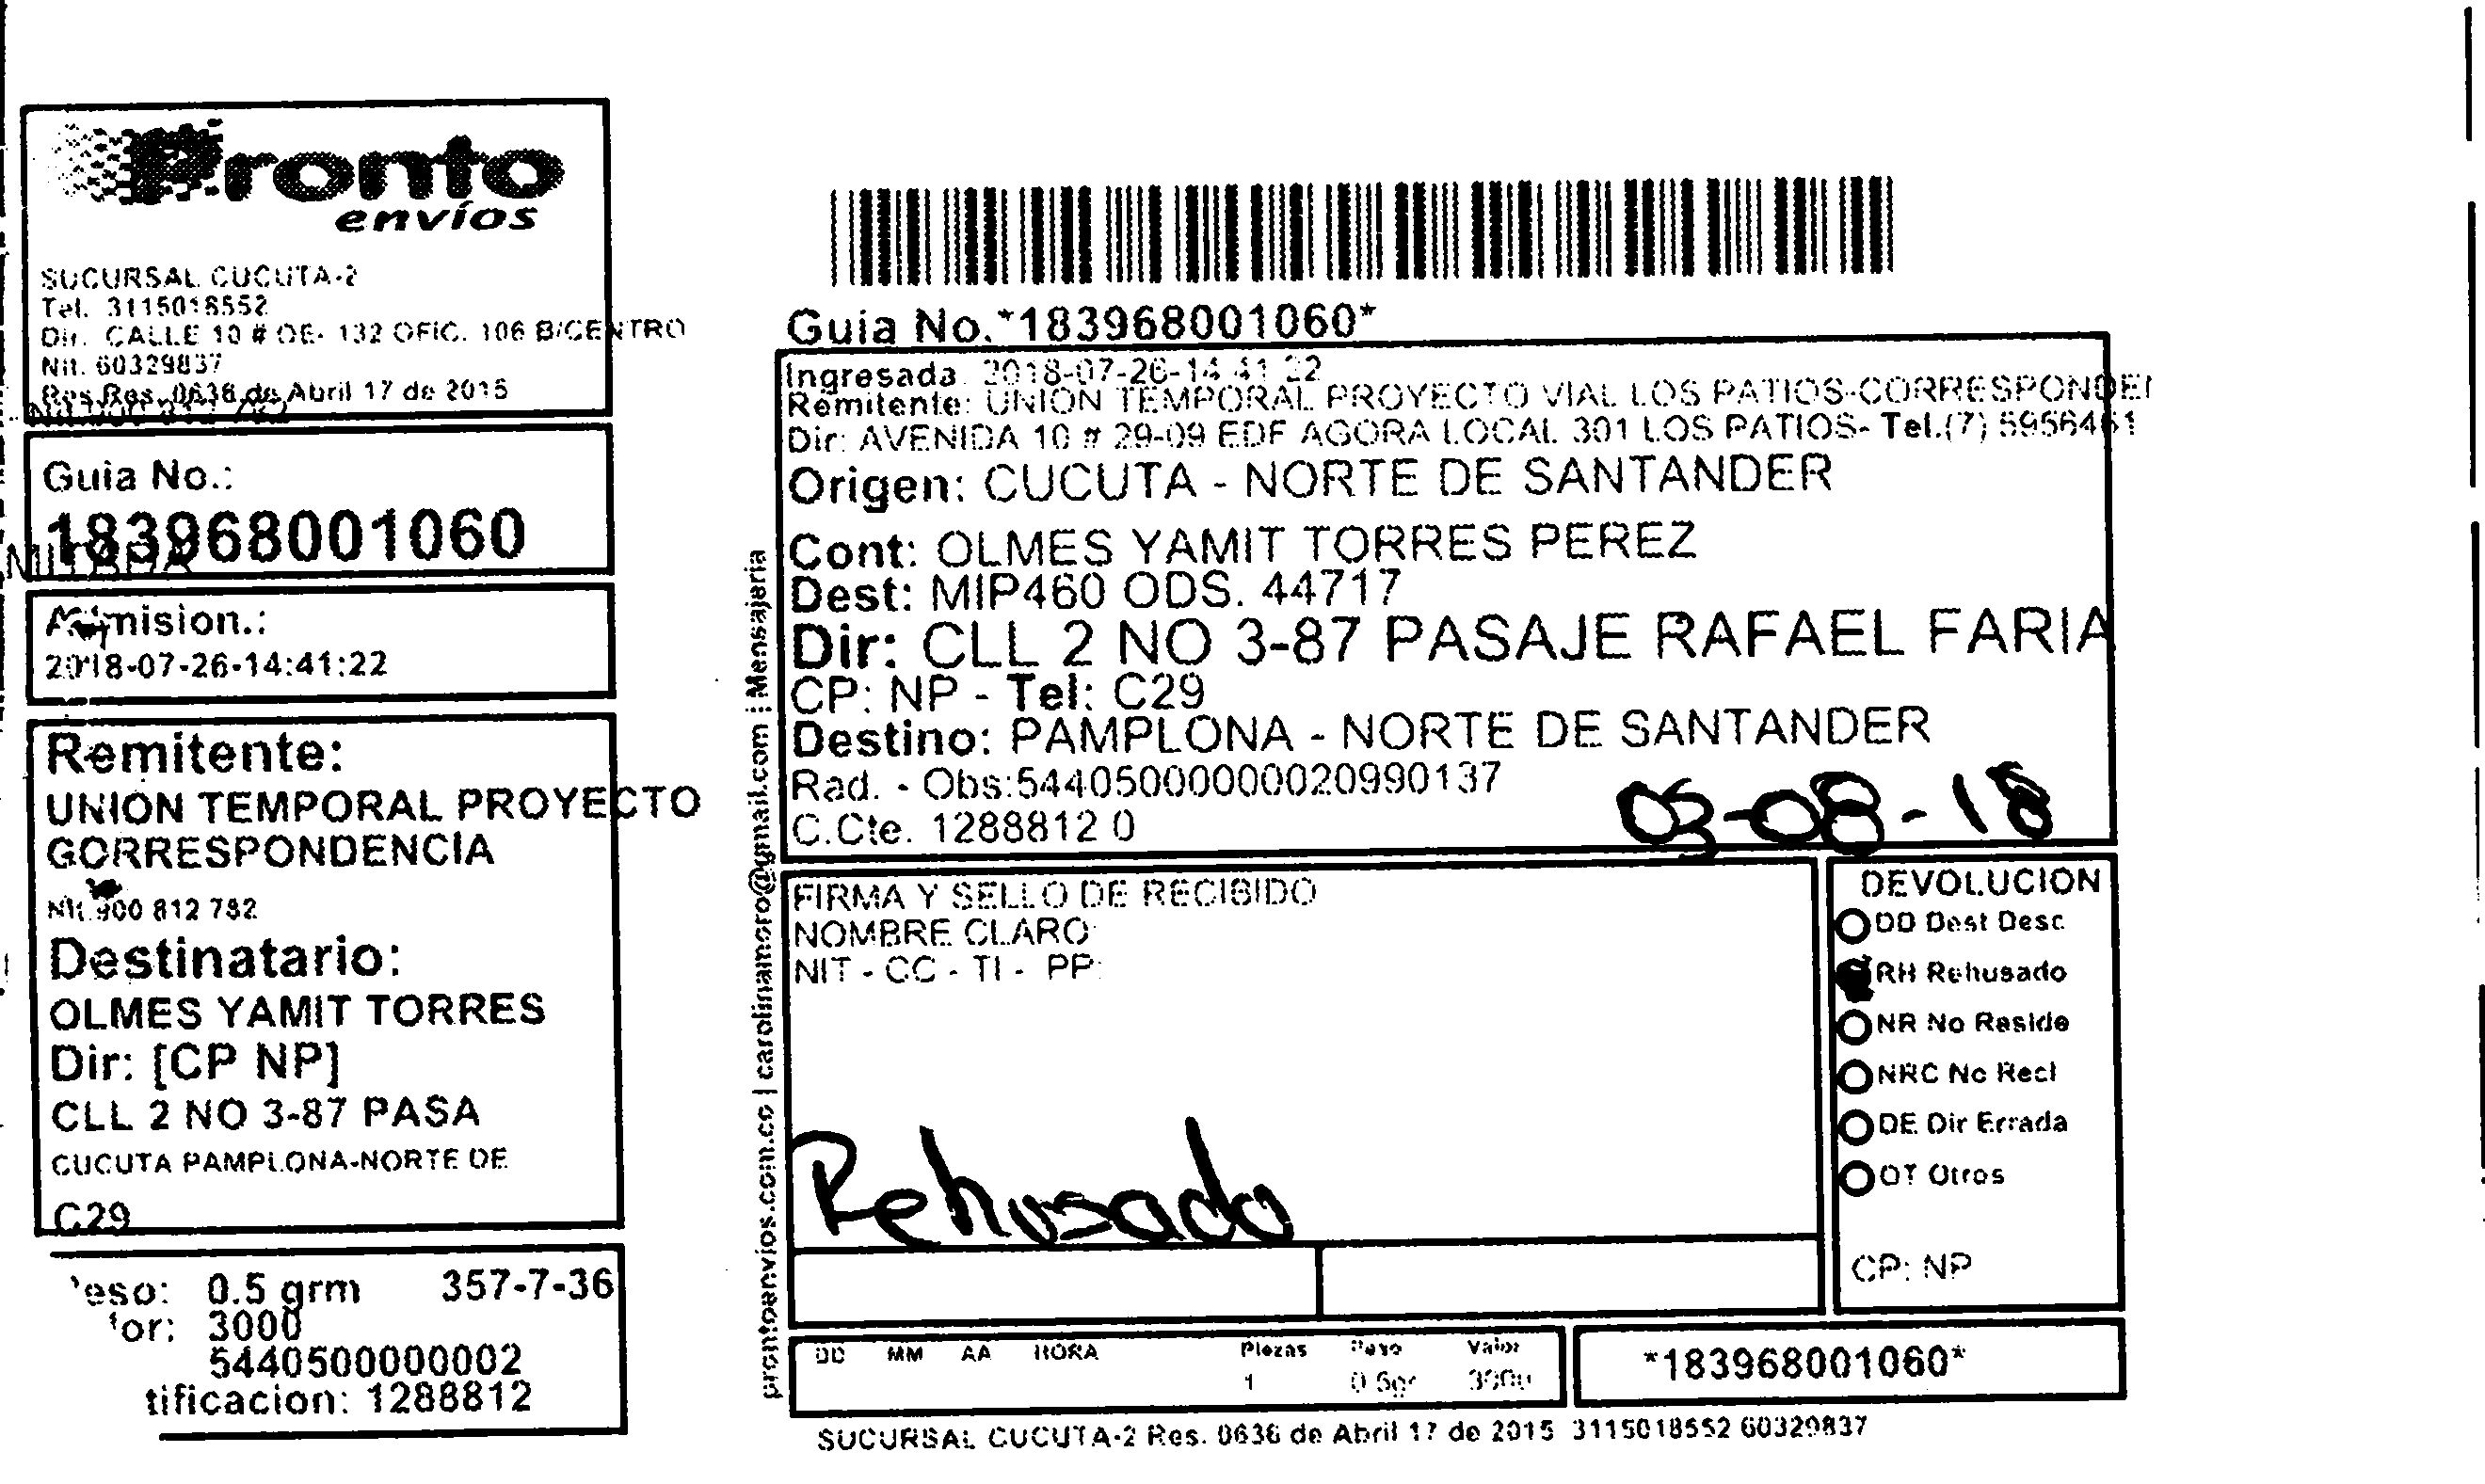 Pronto
envíos
SUCURSAL CUCUTA-2
Tel. 3115018552
Dir. CALLE 10 # OE- 132 OFIC. 106 B/CENTRO
Nit. 60329837
Res.Res. 0636 de Abril 17 de 2015
Guia No.:
183968001060
Admision.:
2018-07-26-14:41:22
Remitente:
UNION TEMPORAL PROYECTO
CORRESPONDENCIA
Nit.900 812 782
Destinatario:
OLMES YAMIT TORRES
Dir: [CP NP]
CLL 2 NO 3-87 PASA
CUCUTA PAMPLONA-NORTE DE
C29
eso: 0.5 grm 357-7-36
or: 3000
5440500000002
tificacion: 1288812
prontoenvios.com.co | carolinamoro@gmail.com | Mensajeria
Guia No.*183968001060*
Ingresada 2018-07-26-14:41:22
Remitente: UNION TEMPORAL PROYECTO VIAL LOS PATIOS-CORRESPONDEN
Dir: AVENIDA 10 # 29-09 EDF AGORA LOCAL 301 LOS PATIOS- Tel.(7) 5956461
Origen: CUCUTA - NORTE DE SANTANDER
Cont: OLMES YAMIT TORRES PEREZ
Dest: MIP460 ODS. 44717
Dir: CLL 2 NO 3-87 PASAJE RAFAEL FARIA
CP: NP - Tel: C29
Destino: PAMPLONA - NORTE DE SANTANDER
Rad. - Obs:544050000000020990137
C.Cte. 1288812 0
03-08-18
FIRMA Y SELLO DE RECIBIDO
NOMBRE CLARO:
NIT - CC - TI - PP:
Rehusado
DEVOLUCION
DD Dest Desc
RH Rehusado
NR No Reside
NRC No Recl
DE Dir Errada
OT Otros
CP: NP
DD MM AA HORA Piezas Peso Valor
1 0.5gr 3000
*183968001060*
SUCURSAL CUCUTA-2 Res. 0636 de Abril 17 de 2015 3115018552 60329837